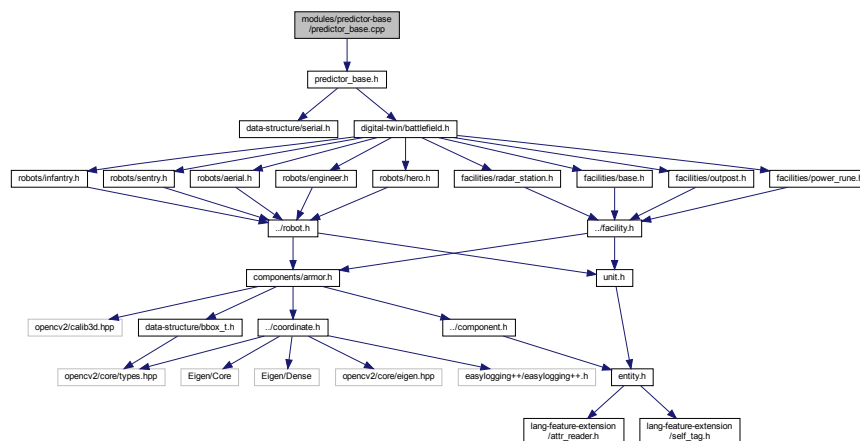 modules/predictor-base
/predictor_base.cpp
predictor_base.h
data-structure/serial.h
digital-twin/battlefield.h
robots/infantry.h
robots/sentry.h
robots/aerial.h
robots/engineer.h
robots/hero.h
facilities/radar_station.h
facilities/base.h
facilities/outpost.h
facilities/power_rune.h
../robot.h
../facility.h
components/armor.h
unit.h
opencv2/calib3d.hpp
data-structure/bbox_t.h
../coordinate.h
../component.h
opencv2/core/types.hpp
Eigen/Core
Eigen/Dense
opencv2/core/eigen.hpp
easylogging++/easylogging++.h
entity.h
lang-feature-extension
/attr_reader.h
lang-feature-extension
/self_tag.h